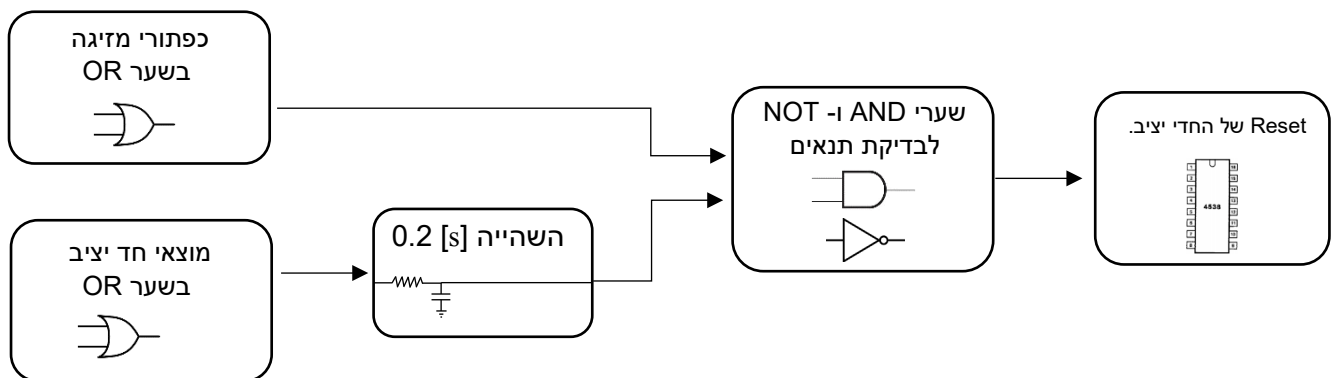 כפתורי מזיגה
בשער OR
מוצאי חד יציב
בשער OR
השהייה [s] 0.2
שערי AND ו- NOT
לבדיקת תנאים
Reset של החדי יציב.
4538